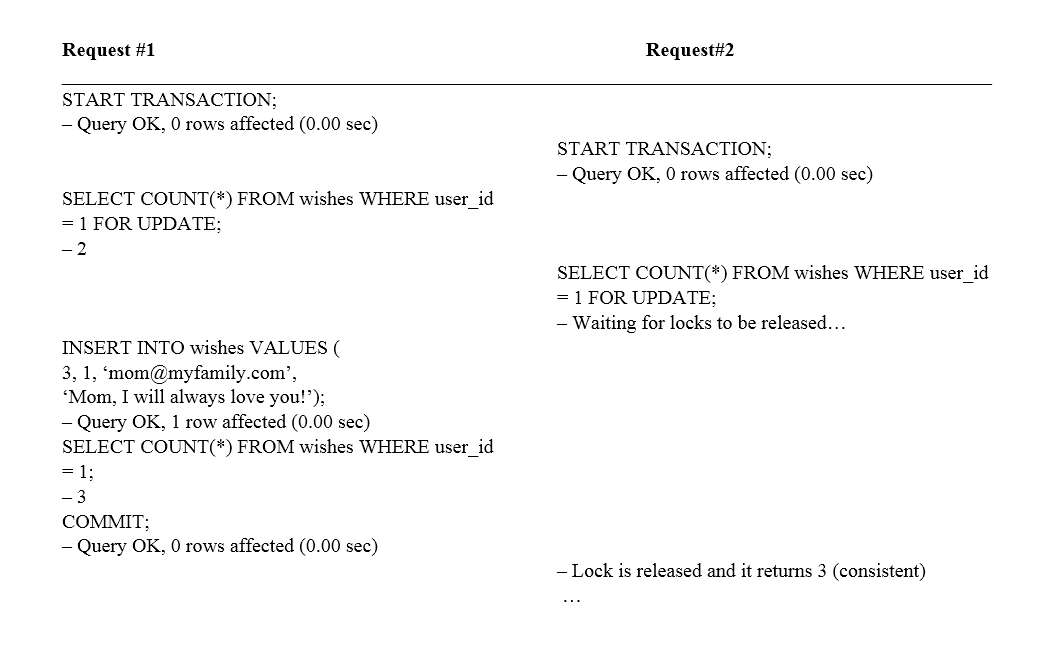 Request #1
Request#2
START TRANSACTION;
– Query OK, 0 rows affected (0.00 sec)
START TRANSACTION;
– Query OK, 0 rows affected (0.00 sec)
SELECT COUNT(*) FROM wishes WHERE user_id
= 1 FOR UPDATE;
– 2
SELECT COUNT(*) FROM wishes WHERE user_id
= 1 FOR UPDATE;
– Waiting for locks to be released…
INSERT INTO wishes VALUES (
3, 1, ‘mom@myfamily.com’,
‘Mom, I will always love you!’);
– Query OK, 1 row affected (0.00 sec)
SELECT COUNT(*) FROM wishes WHERE user_id
= 1;
– 3
COMMIT;
– Query OK, 0 rows affected (0.00 sec)
– Lock is released and it returns 3 (consistent)
…